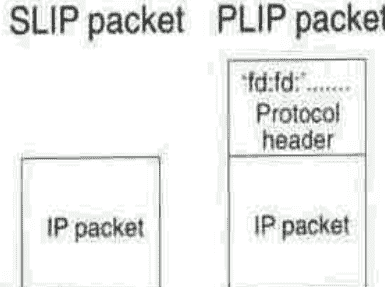 SLIP packet PLIP packet
"fd:fd:".......
Protocol
header
IP packet IP packet